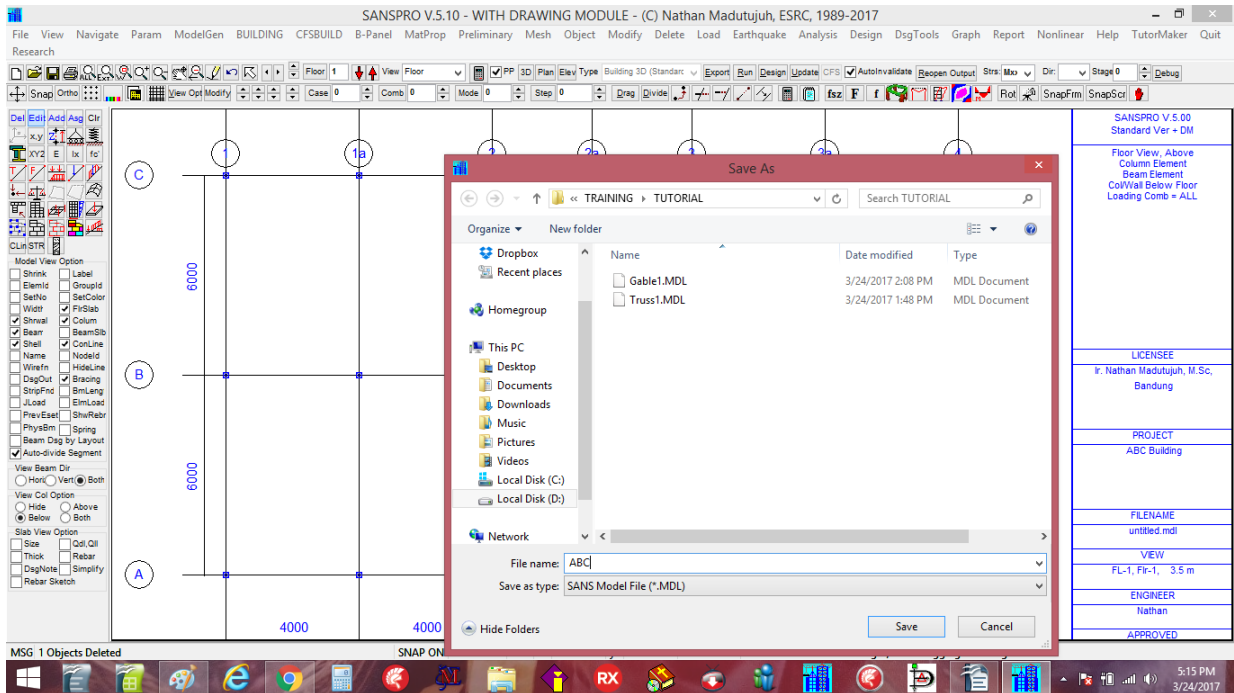 SANSPRO V.5.10 - WITH DRAWING MODULE - (C) Nathan Madutujuh, ESRC, 1989-2017
File View Navigate Param ModelGen BUILDING CFSBUILD B-Panel MatProp Preliminary Mesh Object Modify Delete Load Earthquake Analysis Design DsgTools Graph Report Nonlinear Help TutorMaker Quit
Research
Floor 1 View Floor PP 3D Plan Elev Type Building 3D (Standarc Export Run Design Update CFS AutoInvalidate Reopen Output Strs: Mxx Dir: Stage 0 Debug
Snap Ortho View Opt Modify Case 0 Comb 0 Mode 0 Step 0 Drag Divide fsz F f Rot SnapFrm SnapScr
Del Edit Add Asg Clr
x,y
XY2 E Ix fc'
CLin STR
Model View Option
Shrink Label
ElemId GroupId
SetNo SetColor
Widtt FlrSlab
Shrwal Colum
Bearr BeamSlb
Shell ConLine
Name NodeId
Wirefn HideLine
DsgOut Bracing
StripFnd BmLeng
JLoad ElmLoad
PrevEset ShwRebr
PhysBm Spring
Beam Dsg by Layout
Auto-divide Segment
View Beam Dir
Hori Vert Both
View Col Option
Hide Above
Below Both
Slab View Option
Size Qdl,Qll
Thick Rebar
DsgNote Simplify
Rebar Sketch
1 1a 2 2a 3 3a 4
C
6000
B
6000
A
4000 4000
Save As
« TRAINING TUTORIAL
Search TUTORIAL
Organize New folder
Dropbox
Recent places
Homegroup
This PC
Desktop
Documents
Downloads
Music
Pictures
Videos
Local Disk (C:)
Local Disk (D:)
Network
Name Date modified Type
Gable1.MDL 3/24/2017 2:08 PM MDL Document
Truss1.MDL 3/24/2017 1:48 PM MDL Document
File name: ABC
Save as type: SANS Model File (*.MDL)
Hide Folders Save Cancel
SANSPRO V.5.00
Standard Ver + DM
Floor View, Above
Column Element
Beam Element
Col/Wall Below Floor
Loading Comb = ALL
LICENSEE
Ir. Nathan Madutujuh, M.Sc,
Bandung
PROJECT
ABC Building
FILENAME
untitled.mdl
VIEW
FL-1, Flr-1, 3.5 m
ENGINEER
Nathan
APPROVED
MSG 1 Objects Deleted SNAP ON
RX
5:15 PM
3/24/2017